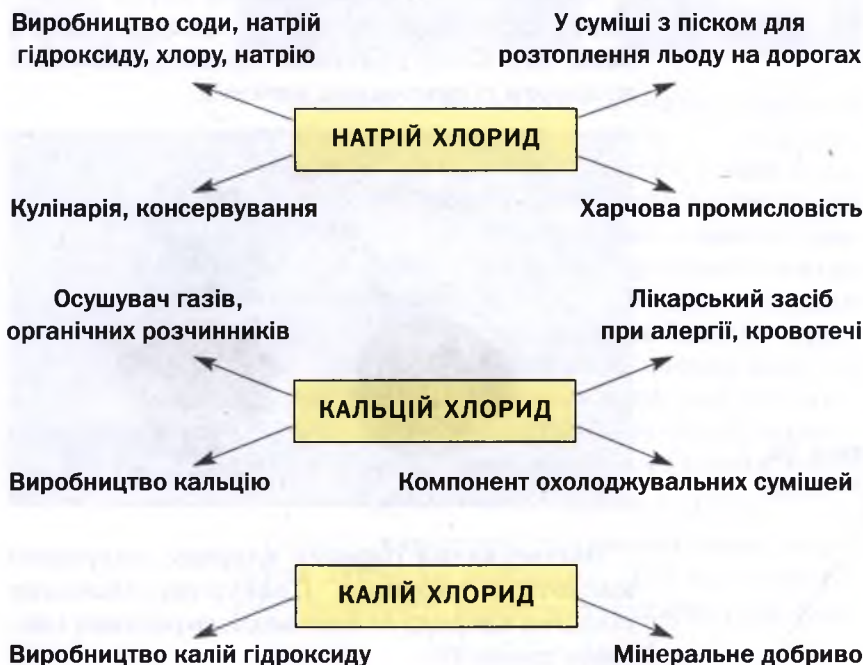 Виробництво соди, натрій
гідроксиду, хлору, натрію
У суміші з піском для
розтоплення льоду на дорогах
НАТРІЙ ХЛОРИД
Кулінарія, консервування
Харчова промисловість
Осушувач газів,
органічних розчинників
Лікарський засіб
при алергії, кровотечі
КАЛЬЦІЙ ХЛОРИД
Виробництво кальцію
Компонент охолоджувальних сумішей
КАЛІЙ ХЛОРИД
Виробництво калій гідроксиду
Мінеральне добриво